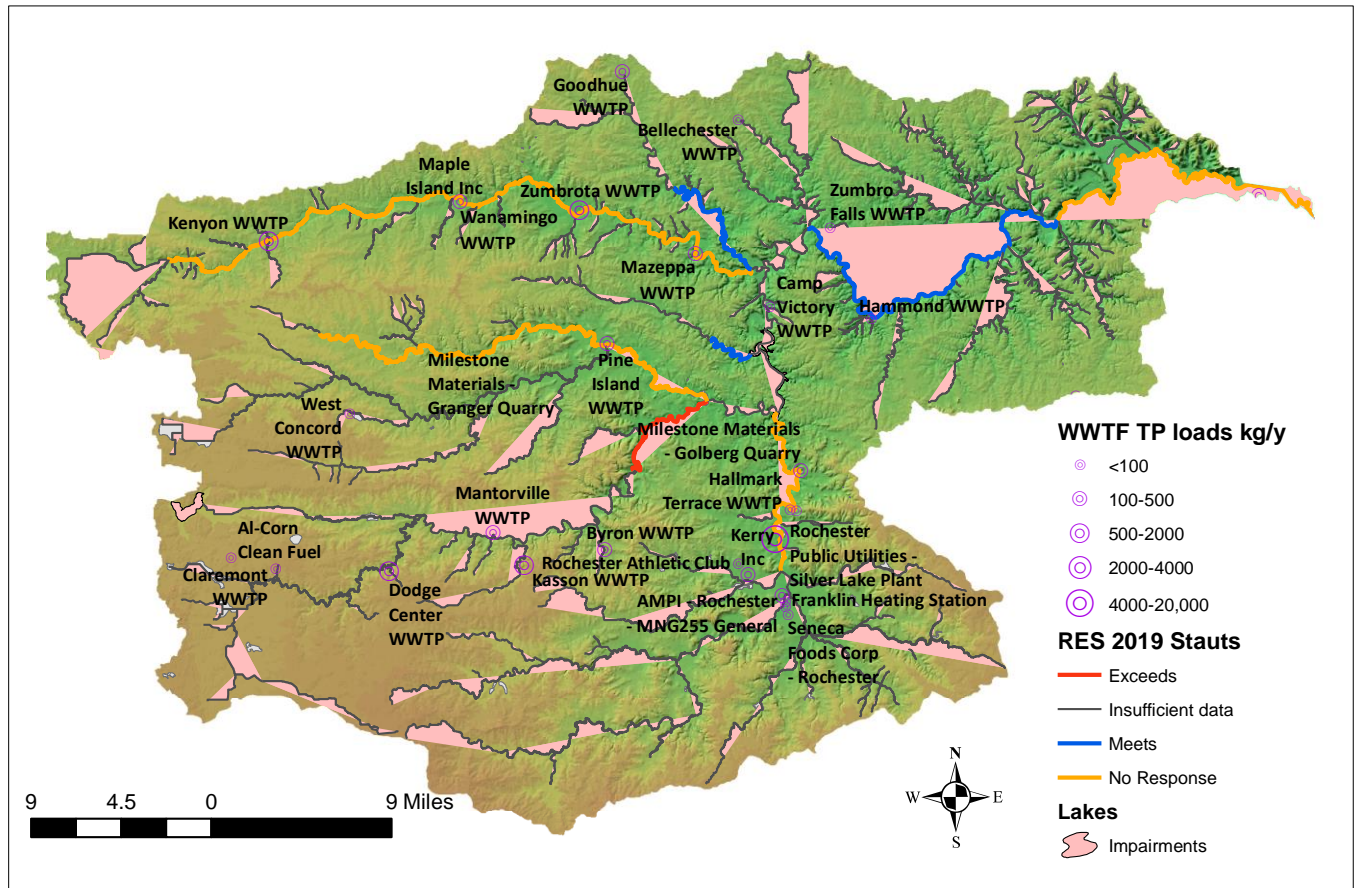 Goodhue
WWTP
Bellechester
WWTP
Maple
Island Inc
Zumbrota WWTP
Zumbro
Falls WWTP
Kenyon WWTP
Wanamingo
WWTP
Mazeppa
WWTP
Camp
Victory
WWTP
Hammond WWTP
Milestone
Materials -
Granger Quarry
Pine
Island
WWTP
West
Concord
WWTP
Milestone Materials
- Golberg Quarry
Hallmark
Terrace WWTP
Mantorville
WWTP
Al-Corn
Clean Fuel
Claremont
WWTP
Byron WWTP
Kerry
Inc
Rochester
Public Utilities -
Silver Lake Plant
Rochester Athletic Club
Kasson WWTP
Dodge
Center
WWTP
AMPI - Rochester
- MNG255 General
Franklin Heating Station
Seneca
Foods Corp
- Rochester
WWTF TP loads kg/y
<100
100-500
500-2000
2000-4000
4000-20,000
RES 2019 Stauts
Exceeds
Insufficient data
Meets
No Response
Lakes
Impairments
N
W E
S
9 4.5 0 9 Miles